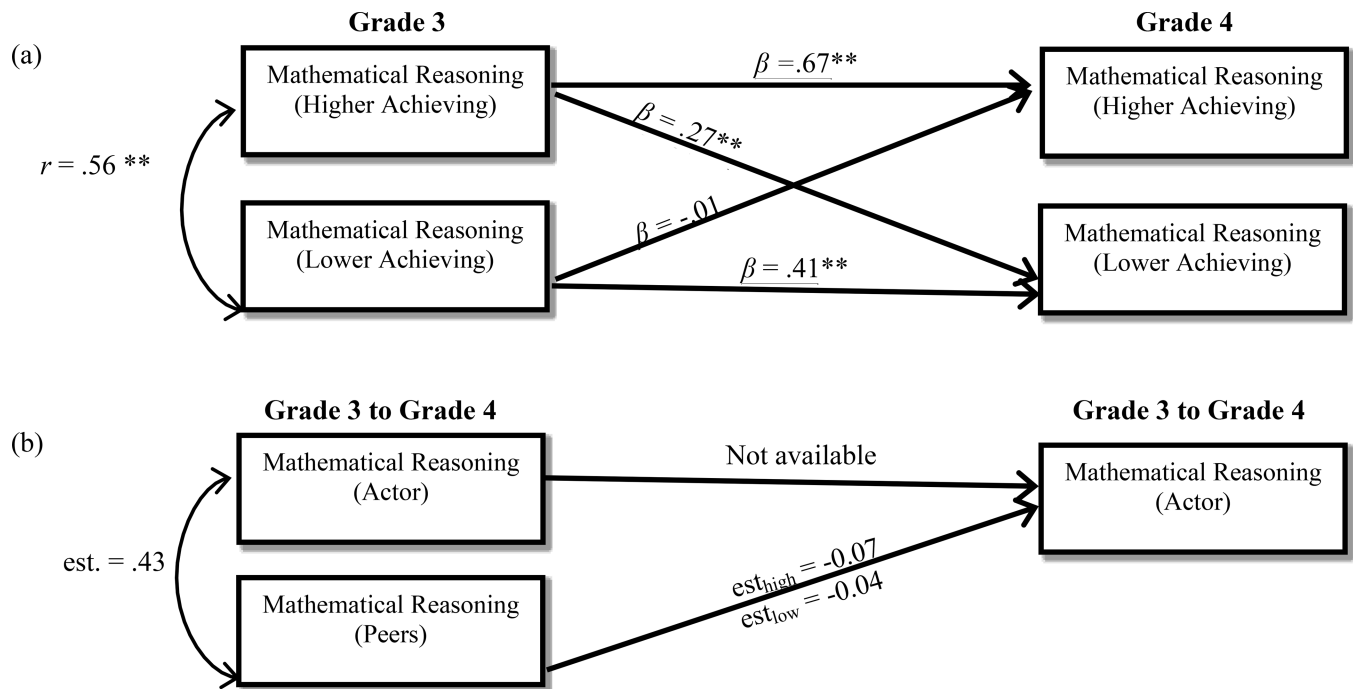 Grade 3
Grade 4
(a)
Mathematical Reasoning
(Higher Achieving)
β =.67**
Mathematical Reasoning
(Higher Achieving)
β = .27**
r = .56 **
Mathematical Reasoning
(Lower Achieving)
β = -.01
β = .41**
Mathematical Reasoning
(Lower Achieving)
Grade 3 to Grade 4
Grade 3 to Grade 4
(b)
Mathematical Reasoning
(Actor)
Not available
Mathematical Reasoning
(Actor)
est. = .43
Mathematical Reasoning
(Peers)
est_high = -0.07
est_low = -0.04